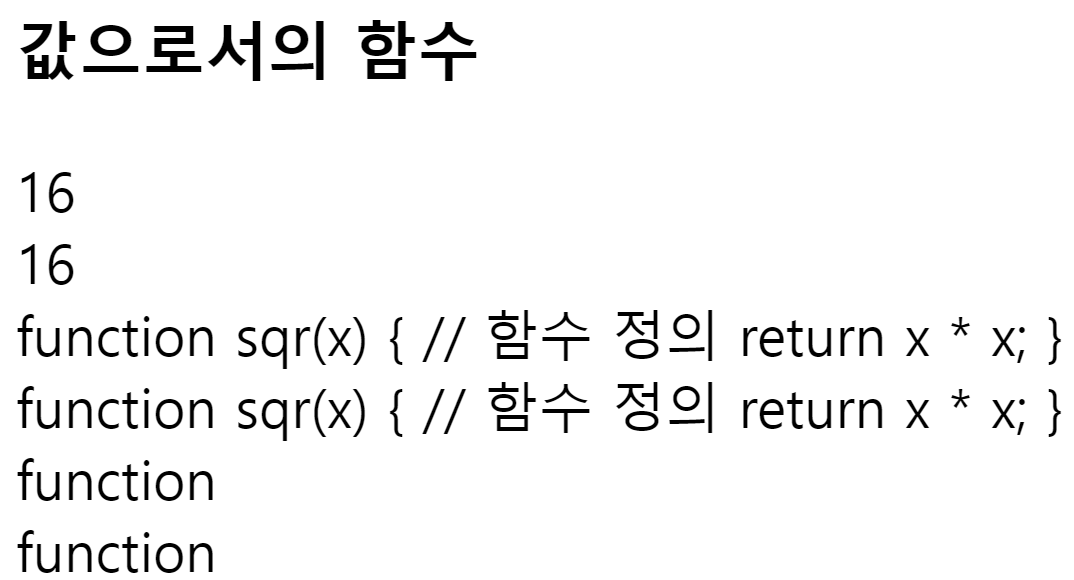 값으로서의 함수
16
16
function sqr(x) { // 함수 정의 return x * x; }
function sqr(x) { // 함수 정의 return x * x; }
function
function